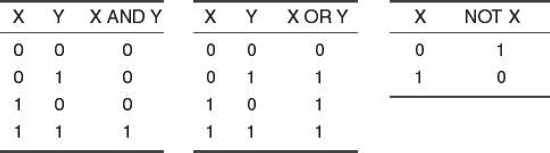 X Y X AND Y
0 0 0
0 1 0
1 0 0
1 1 1
X Y X OR Y
0 0 0
0 1 1
1 0 1
1 1 1
X NOT X
0 1
1 0